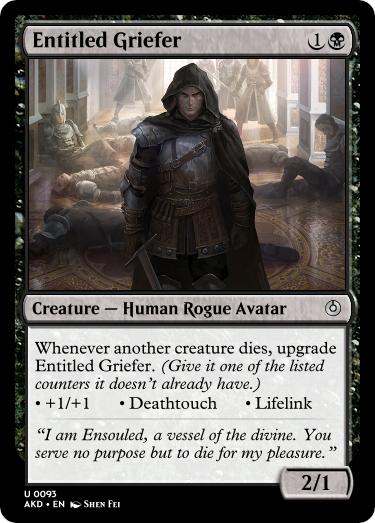 Entitled Griefer 1
Creature — Human Rogue Avatar
Whenever another creature dies, upgrade
Entitled Griefer. (Give it one of the listed
counters it doesn't already have.)
• +1/+1 • Deathtouch • Lifelink
"I am Ensouled, a vessel of the divine. You
serve no purpose but to die for my pleasure."
2/1
U 0093
AKD • EN Shen Fei